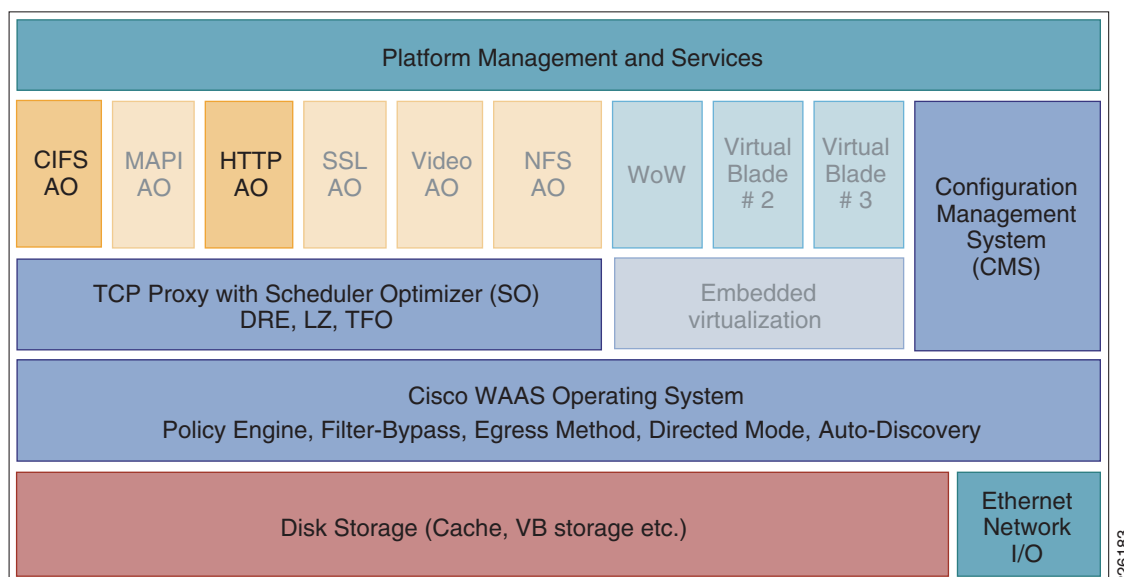 Platform Management and Services
CIFS
AO
MAPI
AO
HTTP
AO
SSL
AO
Video
AO
NFS
AO
WoW
Virtual
Blade
# 2
Virtual
Blade
# 3
Configuration
Management
System
(CMS)
TCP Proxy with Scheduler Optimizer (SO)
DRE, LZ, TFO
Embedded
virtualization
Cisco WAAS Operating System
Policy Engine, Filter-Bypass, Egress Method, Directed Mode, Auto-Discovery
Disk Storage (Cache, VB storage etc.)
Ethernet
Network
I/O